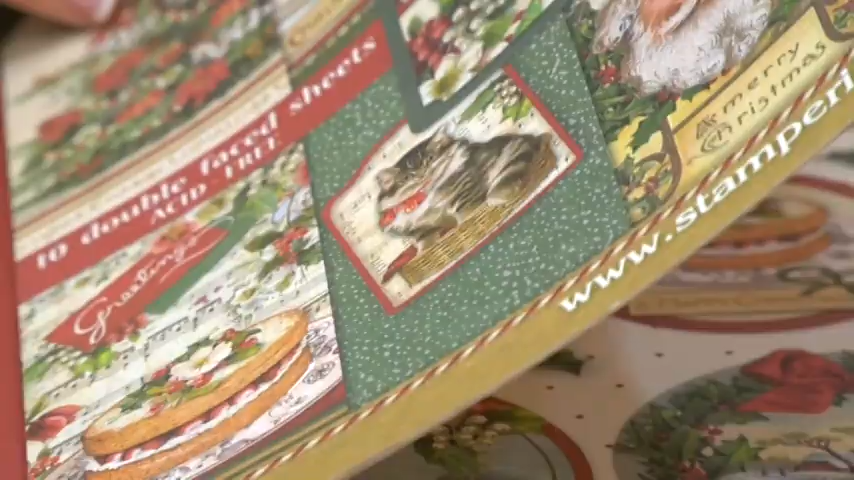 10 double faced sheets
ACID FREE
Greetings
merry
Christmas
www.stamperi